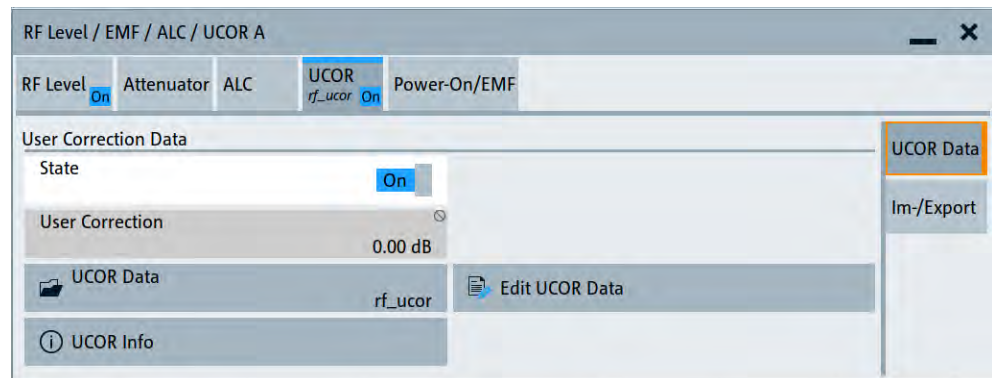 RF Level / EMF / ALC / UCOR A
RF Level On Attenuator ALC UCOR rf_ucor On Power-On/EMF
User Correction Data
UCOR Data
State On
Im-/Export
User Correction
0.00 dB
UCOR Data
rf_ucor
Edit UCOR Data
UCOR Info